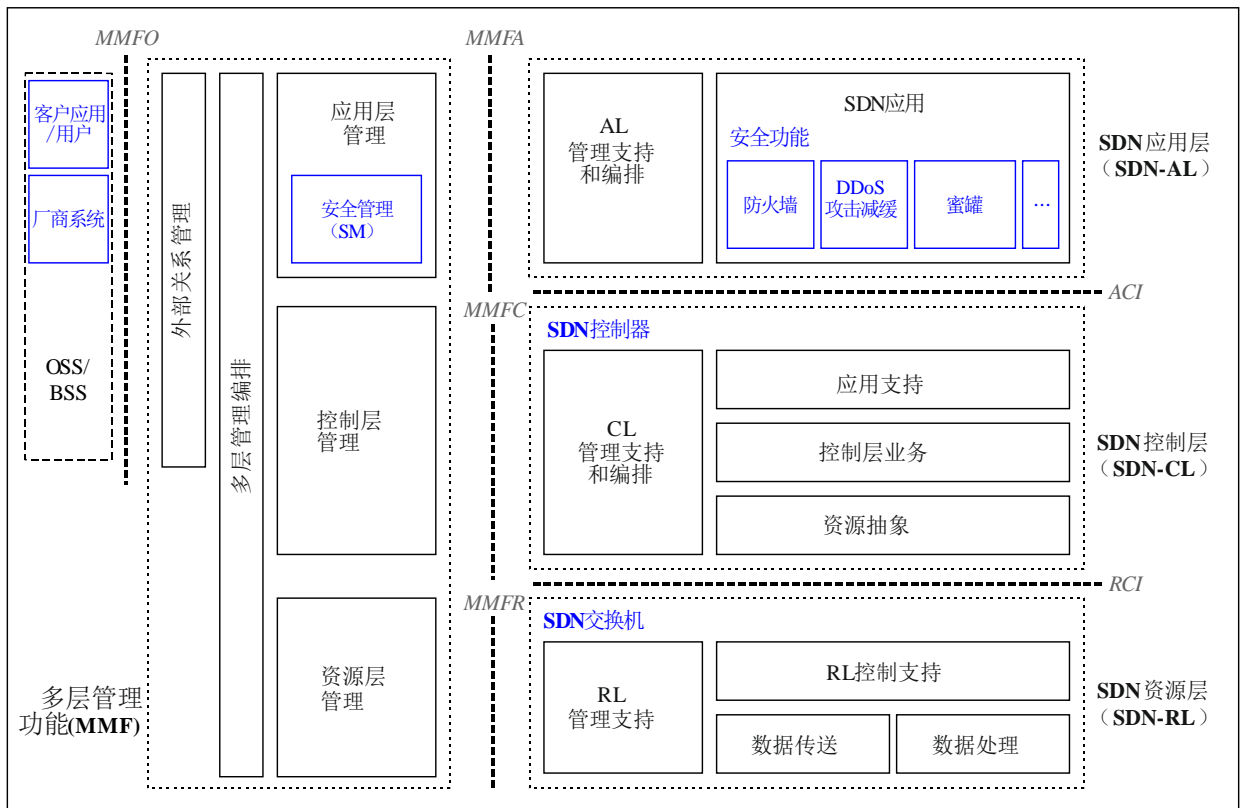 MMFO
MMFA
客户应用
/用户
厂商系统
OSS/
BSS
外部关系管理
多层管理编排
应用层
管理
安全管理
（SM）
控制层
管理
资源层
管理
多层管理
功能(MMF)
AL
管理支持
和编排
SDN应用
安全功能
防火墙
DDoS
攻击减缓
蜜罐
…
SDN应用层
（SDN-AL）
ACI
MMFC
SDN控制器
CL
管理支持
和编排
应用支持
控制层业务
资源抽象
SDN控制层
（SDN-CL）
RCI
MMFR
SDN交换机
RL
管理支持
RL控制支持
数据传送
数据处理
SDN资源层
（SDN-RL）